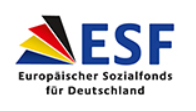 ESF
Europäischer Sozialfonds
für Deutschland